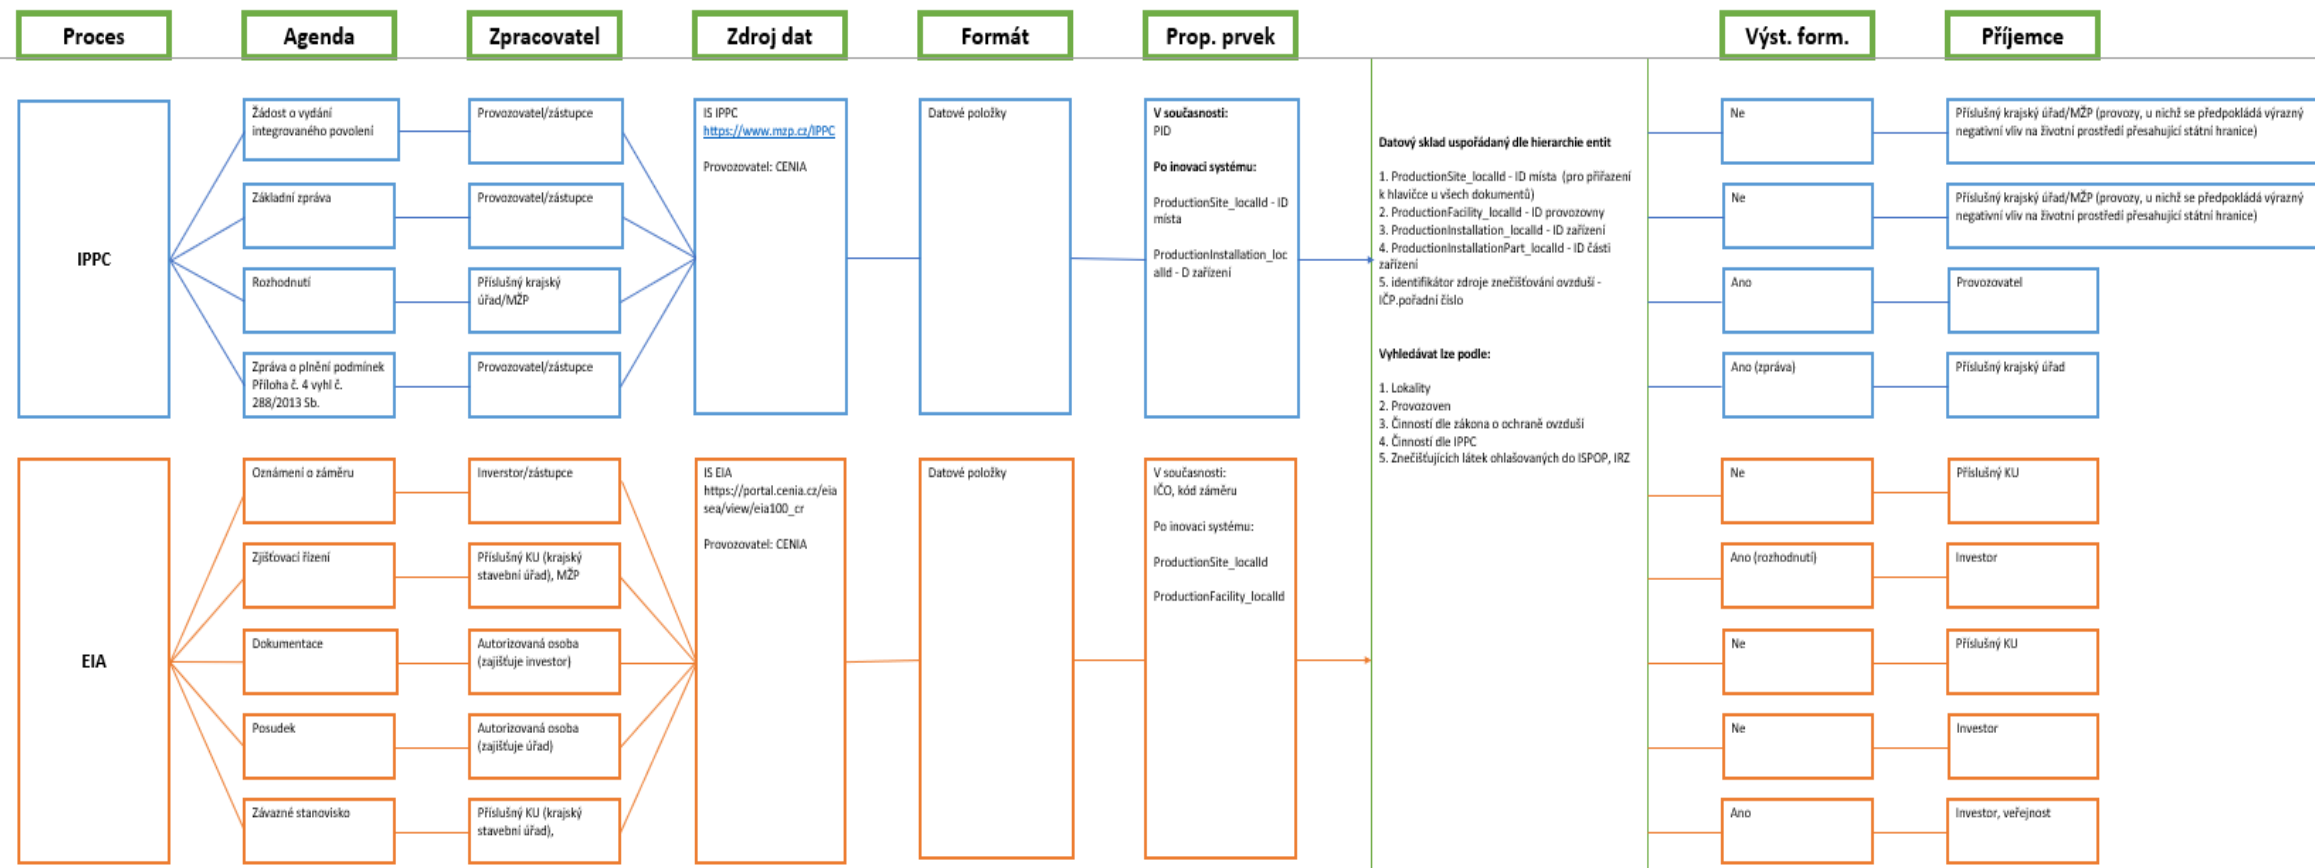 Proces
Agenda
Zpracovatel
Zdroj dat
Formát
Prop. prvek
Výst. form.
Příjemce
IPPC
Žádost o vydání
integrovaného povolení
Provozovatel/zástupce
Základní zpráva
Provozovatel/zástupce
Rozhodnutí
Příslušný krajský
úřad/MŽP
Zpráva o plnění podmínek
Příloha č. 4 vyhl č.
288/2013 Sb.
Provozovatel/zástupce
IS IPPC
https://www.mzp.cz/IPPC
Provozovatel: CENIA
Datové položky
V současnosti:
PID
Po inovaci systému:
ProductionSite_localId - ID
místa
ProductionInstallation_loc
alId - D zařízení
Datový sklad uspořádaný dle hierarchie entit
1. ProductionSite_localId - ID místa (pro přiřazení
k hlavičce u všech dokumentů)
2. ProductionFacility_localId - ID provozovny
3. ProductionInstallation_localId - ID zařízení
4. ProductionInstallationPart_localId - ID části
zařízení
5. identifikátor zdroje znečišťování ovzduší -
IČP.pořadní číslo
Vyhledávat lze podle:
1. Lokality
2. Provozoven
3. Činností dle zákona o ochraně ovzduší
4. Činností dle IPPC
5. Znečišťujících látek ohlašovaných do ISPOP, IRZ
Ne
Příslušný krajský úřad/MŽP (provozy, u nichž se předpokládá výrazný
negativní vliv na životní prostředí přesahující státní hranice)
Ne
Příslušný krajský úřad/MŽP (provozy, u nichž se předpokládá výrazný
negativní vliv na životní prostředí přesahující státní hranice)
Ano
Provozovatel
Ano (zpráva)
Příslušný krajský úřad
EIA
Oznámení o záměru
Inverstor/zástupce
Zjišťovací řízení
Příslušný KU (krajský
stavební úřad), MŽP
Dokumentace
Autorizovaná osoba
(zajišťuje investor)
Posudek
Autorizovaná osoba
(zajišťuje úřad)
Závazné stanovisko
Příslušný KU (krajský
stavební úřad),
IS EIA
https://portal.cenia.cz/eia
sea/view/eia100_cr
Provozovatel: CENIA
Datové položky
V současnosti:
IČO, kód záměru
Po inovaci systému:
ProductionSite_localId
ProductionFacility_localId
Ne
Příslušný KU
Ano (rozhodnutí)
Investor
Ne
Příslušný KU
Ne
Investor
Ano
Investor, veřejnost